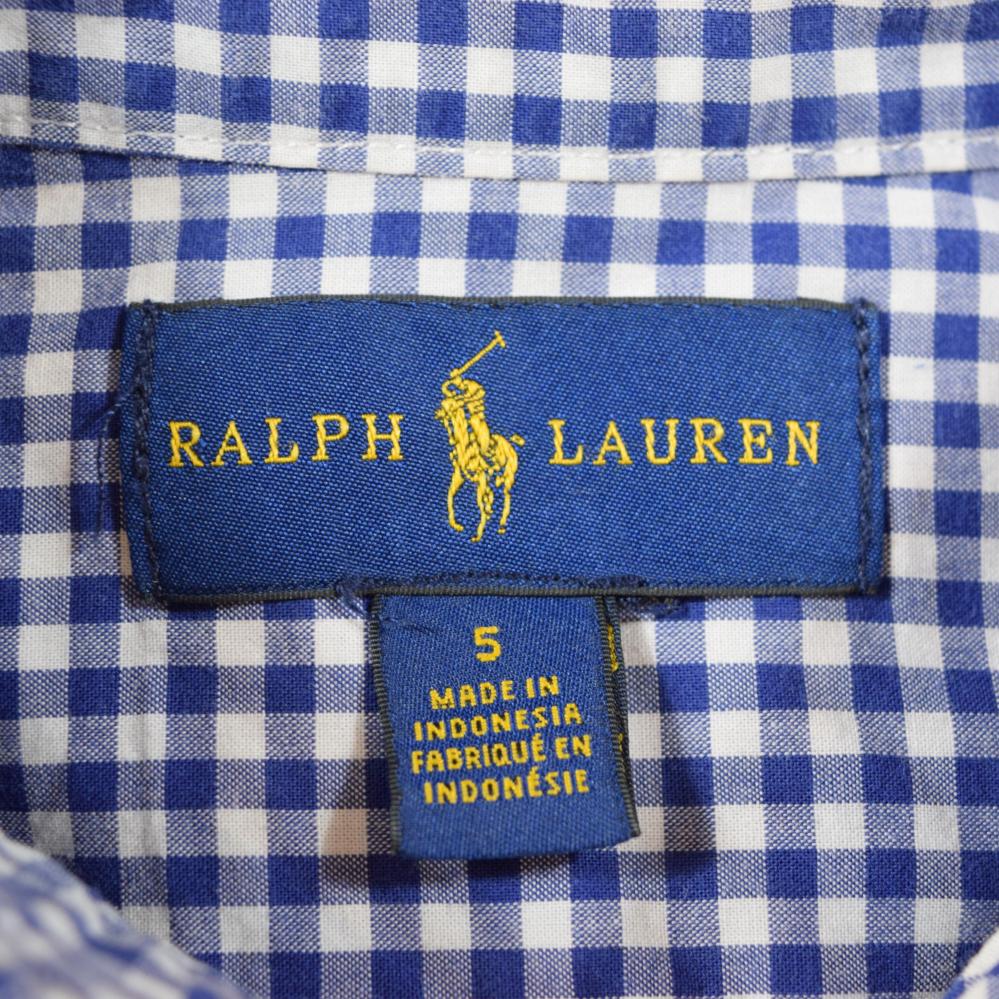 RALPH LAUREN
5
MADE IN
INDONESIA
FABRIQUÉ EN
INDONÉSIE